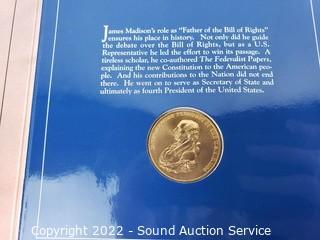 James Madison's role as "Father of the Bill of Rights"
ensures his place in history. Not only did he guide
the debate over the Bill of Rights, but as a U.S.
Representative he led the effort to win its passage. A
tireless scholar, he co-authored The Federalist Papers,
explaining the new Constitution to the American peo-
ple. And his contributions to the Nation did not end
there. He went on to serve as Secretary of State and
ultimately as fourth President of the United States.
Copyright 2022 - Sound Auction Service